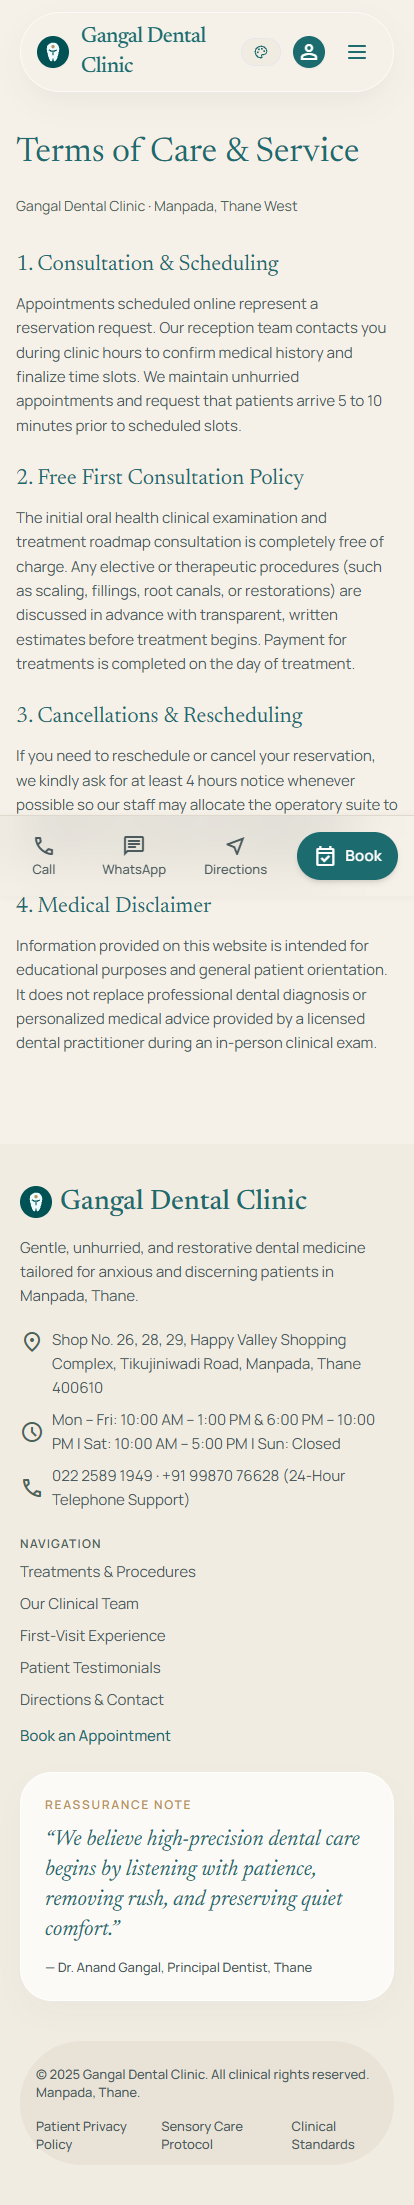 Gangal Dental
Clinic
Terms of Care & Service
Gangal Dental Clinic · Manpada, Thane West
1. Consultation & Scheduling
Appointments scheduled online represent a
reservation request. Our reception team contacts you
during clinic hours to confirm medical history and
finalize time slots. We maintain unhurried
appointments and request that patients arrive 5 to 10
minutes prior to scheduled slots.
2. Free First Consultation Policy
The initial oral health clinical examination and
treatment roadmap consultation is completely free of
charge. Any elective or therapeutic procedures (such
as scaling, fillings, root canals, or restorations) are
discussed in advance with transparent, written
estimates before treatment begins. Payment for
treatments is completed on the day of treatment.
3. Cancellations & Rescheduling
If you need to reschedule or cancel your reservation,
we kindly ask for at least 4 hours notice whenever
possible so our staff may allocate the operatory suite to
Call
WhatsApp
Directions
Book
4. Medical Disclaimer
Information provided on this website is intended for
educational purposes and general patient orientation.
It does not replace professional dental diagnosis or
personalized medical advice provided by a licensed
dental practitioner during an in-person clinical exam.
Gangal Dental Clinic
Gentle, unhurried, and restorative dental medicine
tailored for anxious and discerning patients in
Manpada, Thane.
Shop No. 26, 28, 29, Happy Valley Shopping
Complex, Tikujiniwadi Road, Manpada, Thane
400610
Mon – Fri: 10:00 AM – 1:00 PM & 6:00 PM – 10:00
PM | Sat: 10:00 AM – 5:00 PM | Sun: Closed
022 2589 1949 · +91 99870 76628 (24-Hour
Telephone Support)
NAVIGATION
Treatments & Procedures
Our Clinical Team
First-Visit Experience
Patient Testimonials
Directions & Contact
Book an Appointment
REASSURANCE NOTE
“We believe high-precision dental care
begins by listening with patience,
removing rush, and preserving quiet
comfort.”
— Dr. Anand Gangal, Principal Dentist, Thane
© 2025 Gangal Dental Clinic. All clinical rights reserved.
Manpada, Thane.
Patient Privacy
Policy
Sensory Care
Protocol
Clinical
Standards